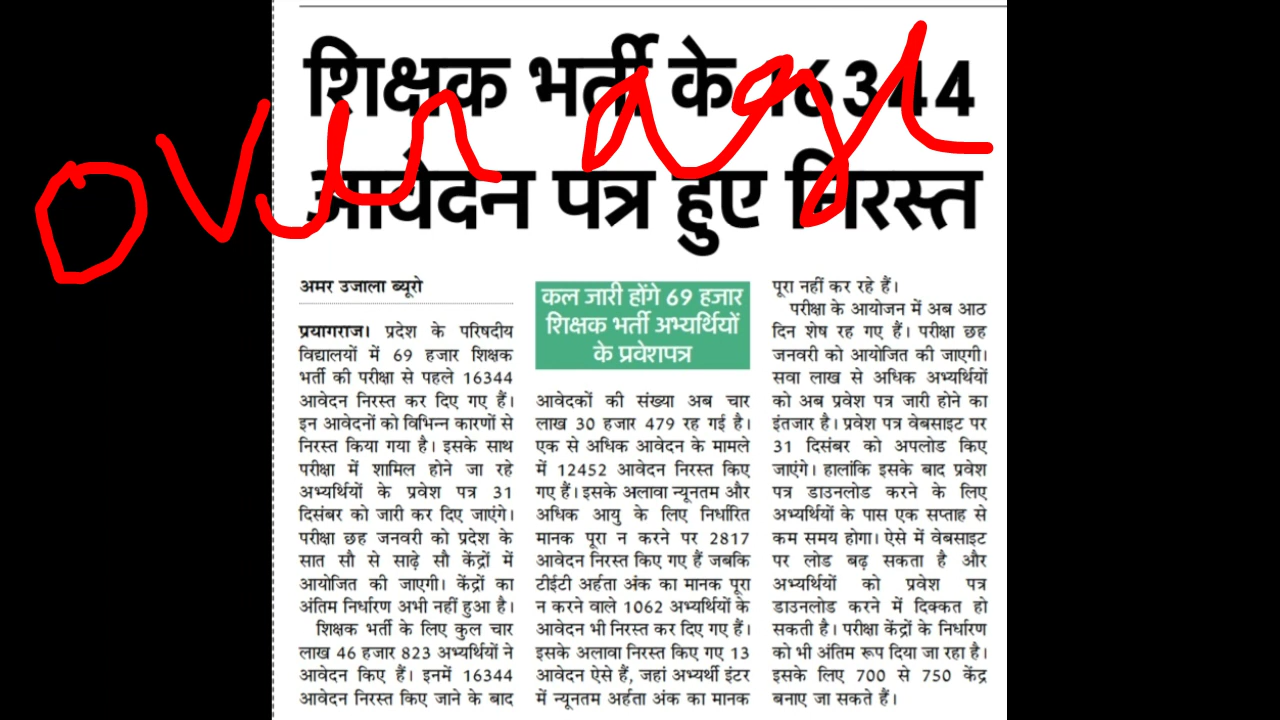 शिक्षक भर्ती के 16344
आवेदन पत्र हुए निरस्त
over age
अमर उजाला ब्यूरो
प्रयागराज। प्रदेश के परिषदीय
विद्यालयों में 69 हजार शिक्षक
भर्ती की परीक्षा से पहले 16344
आवेदन निरस्त कर दिए गए हैं।
इन आवेदनों को विभिन्न कारणों से
निरस्त किया गया है। इसके साथ
परीक्षा में शामिल होने जा रहे
अभ्यर्थियों के प्रवेश पत्र 31
दिसंबर को जारी कर दिए जाएंगे।
परीक्षा छह जनवरी को प्रदेश के
सात सौ से साढ़े सौ केंद्रों में
आयोजित की जाएगी। केंद्रों का
अंतिम निर्धारण अभी नहीं हुआ है।
शिक्षक भर्ती के लिए कुल चार
लाख 46 हजार 823 अभ्यर्थियों ने
आवेदन किए हैं। इनमें 16344
आवेदन निरस्त किए जाने के बाद
कल जारी होंगे 69 हजार
शिक्षक भर्ती अभ्यर्थियों
के प्रवेशपत्र
आवेदकों की संख्या अब चार
लाख 30 हजार 479 रह गई है।
एक से अधिक आवेदन के मामले
में 12452 आवेदन निरस्त किए
गए हैं। इसके अलावा न्यूनतम और
अधिक आयु के लिए निर्धारित
मानक पूरा न करने पर 2817
आवेदन निरस्त किए गए हैं जबकि
टीईटी अर्हता अंक का मानक पूरा
न करने वाले 1062 अभ्यर्थियों के
आवेदन भी निरस्त कर दिए गए हैं।
इसके अलावा निरस्त किए गए 13
आवेदन ऐसे हैं, जहां अभ्यर्थी इंटर
में न्यूनतम अर्हता अंक का मानक
पूरा नहीं कर रहे हैं।
परीक्षा के आयोजन में अब आठ
दिन शेष रह गए हैं। परीक्षा छह
जनवरी को आयोजित की जाएगी।
सवा लाख से अधिक अभ्यर्थियों
को अब प्रवेश पत्र जारी होने का
इंतजार है। प्रवेश पत्र वेबसाइट पर
31 दिसंबर को अपलोड किए
जाएंगे। हालांकि इसके बाद प्रवेश
पत्र डाउनलोड करने के लिए
अभ्यर्थियों के पास एक सप्ताह से
कम समय होगा। ऐसे में वेबसाइट
पर लोड बढ़ सकता है और
अभ्यर्थियों को प्रवेश पत्र
डाउनलोड करने में दिक्कत हो
सकती है। परीक्षा केंद्रों के निर्धारण
को भी अंतिम रूप दिया जा रहा है।
इसके लिए 700 से 750 केंद्र
बनाए जा सकते हैं।